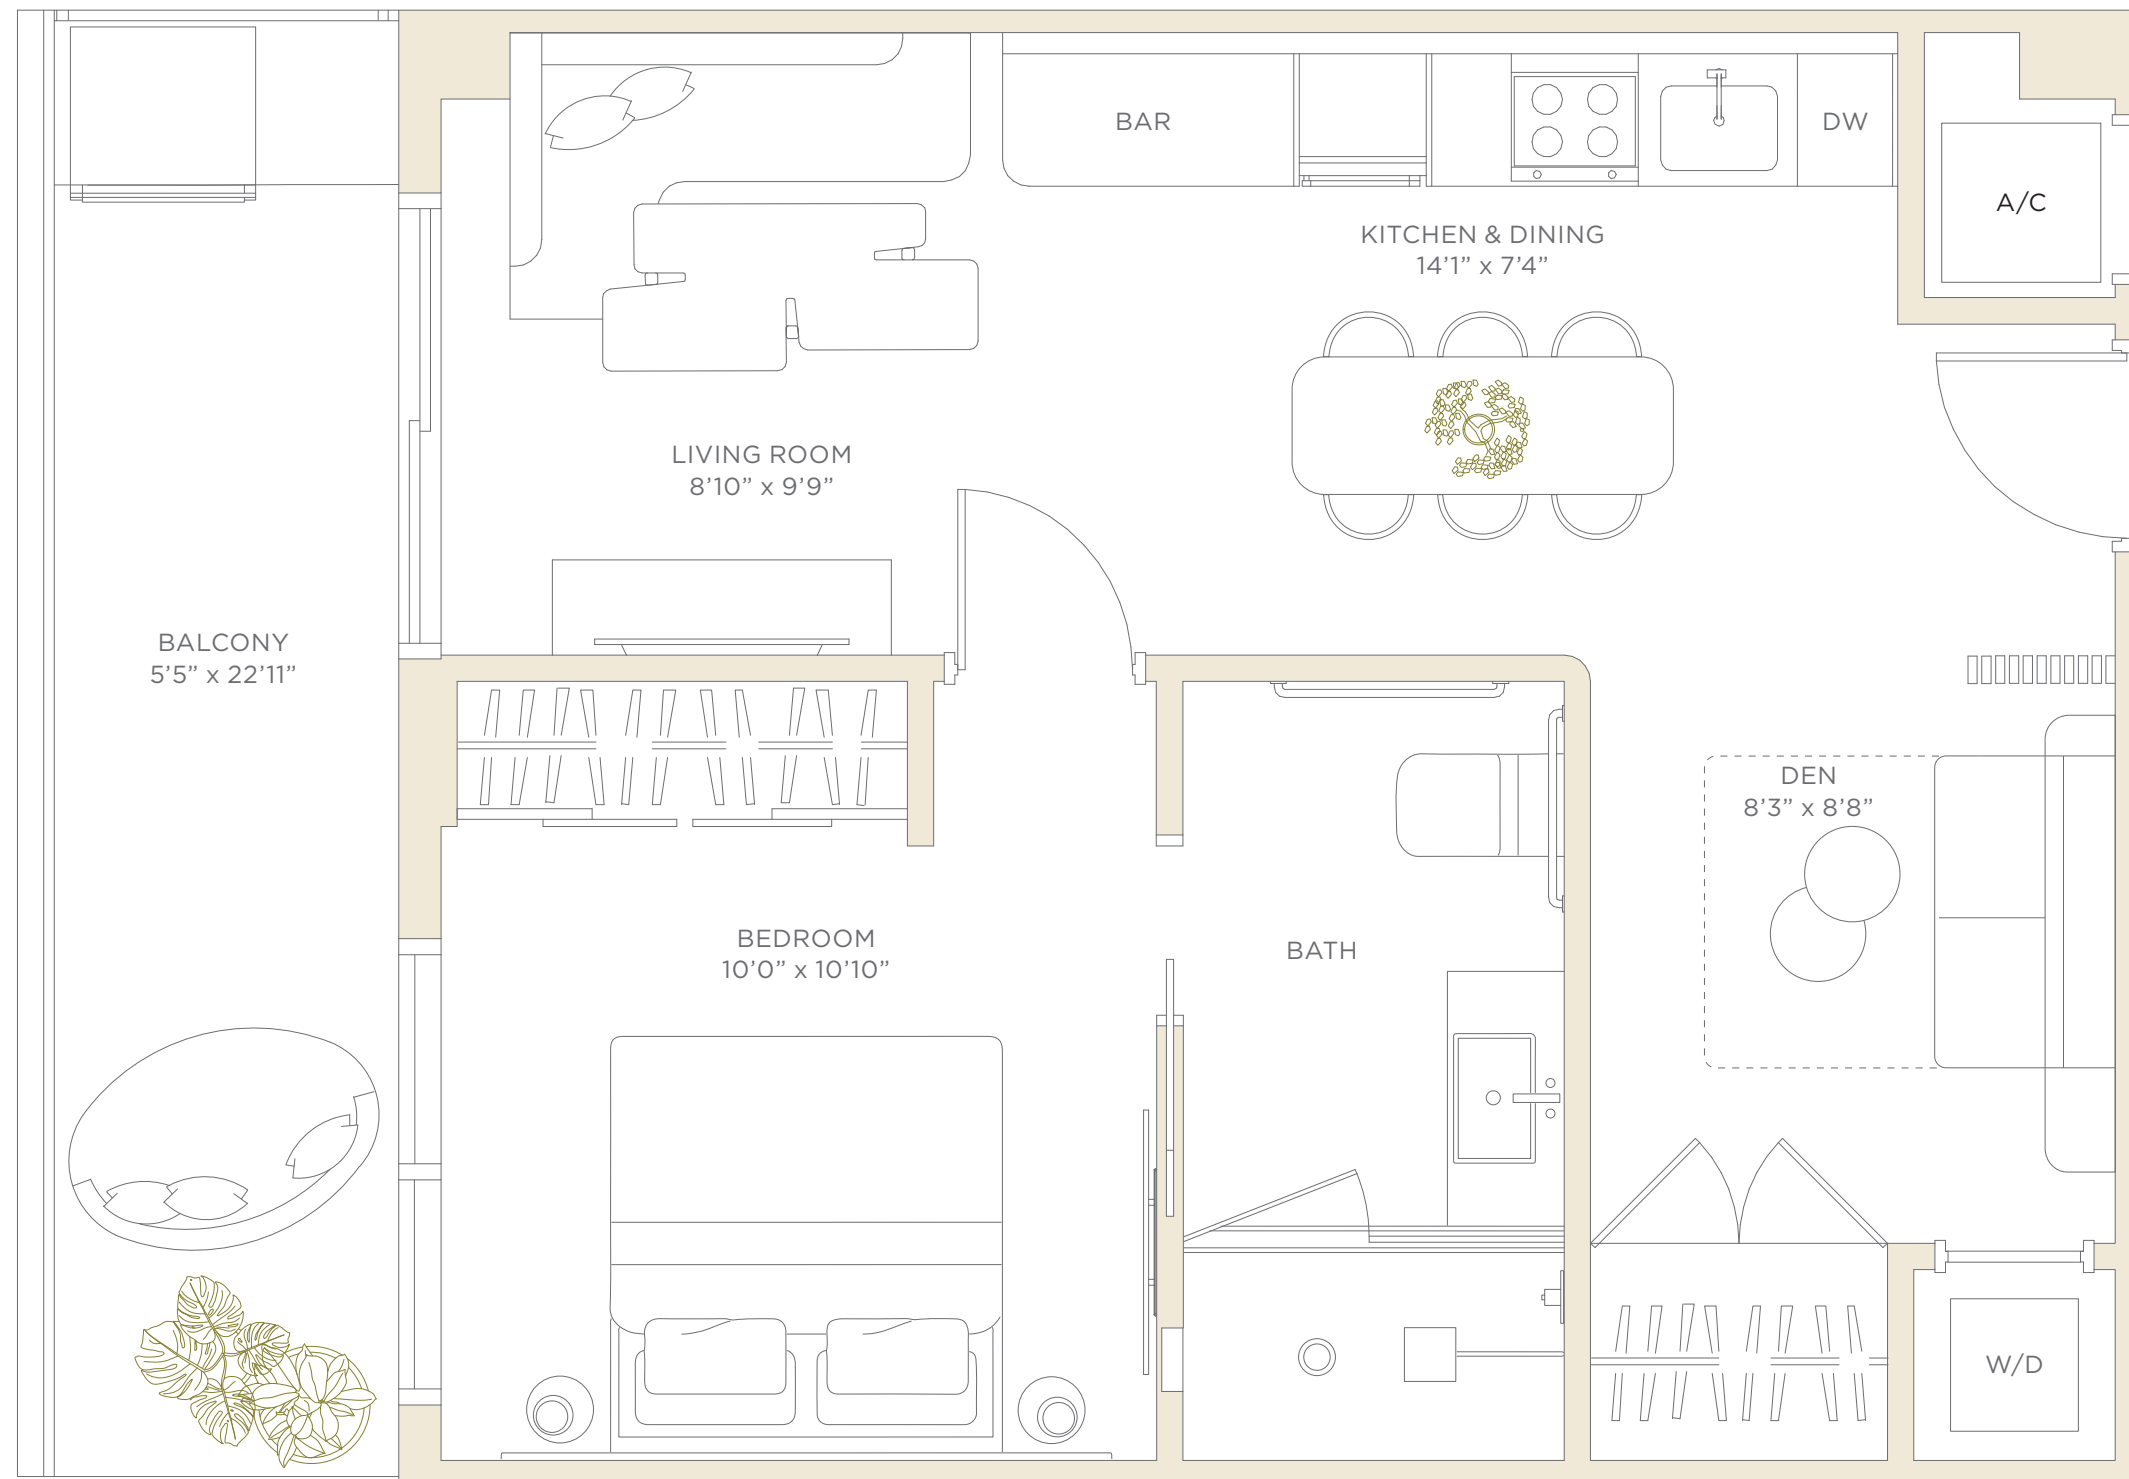 BAR
DW
A/C
KITCHEN & DINING
14’1” x 7’4”
LIVING ROOM
8’10” x 9’9”
BALCONY
5’5” x 22’11”
DEN
8’3” x 8’8”
BEDROOM
10’0” x 10’10”
BATH
W/D